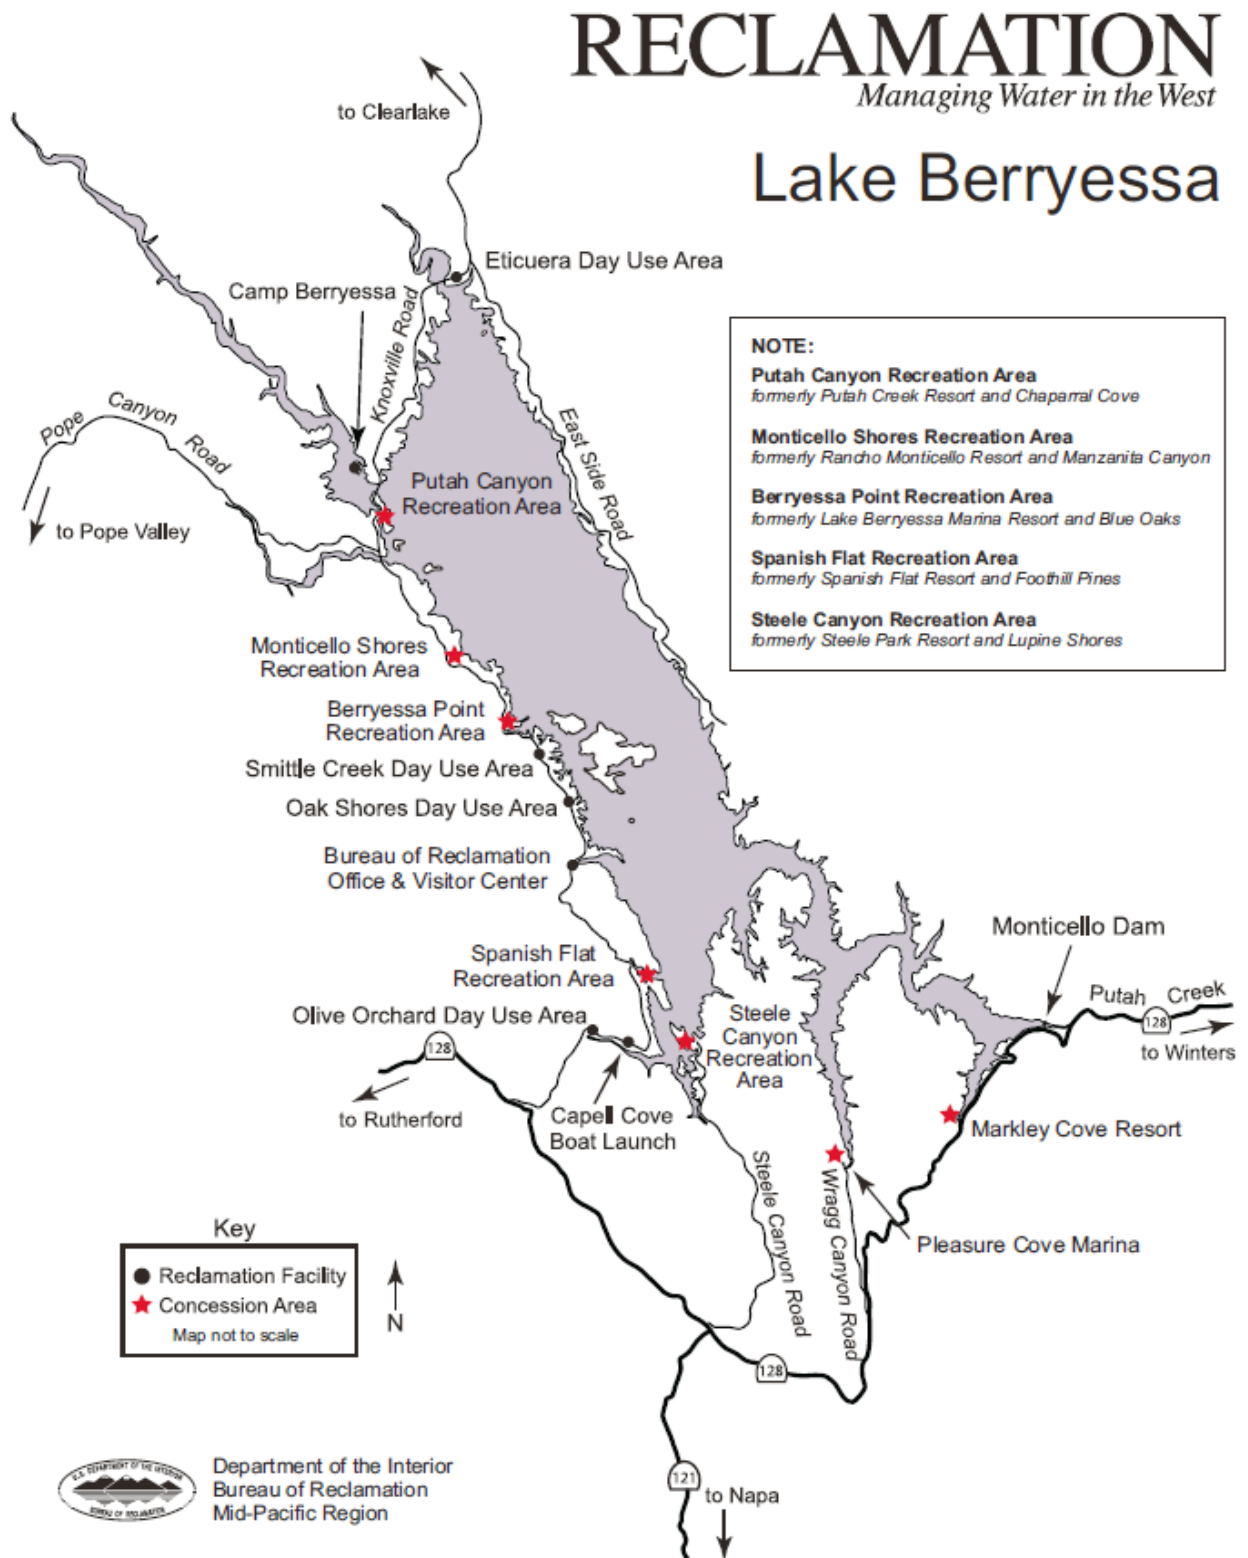 RECLAMATION
Managing Water in the West
Lake Berryessa
to Clearlake
Eticuera Day Use Area
Camp Berryessa
Knoxville Road
Pope Canyon Road
to Pope Valley
East Side Road
Putah Canyon
Recreation Area
NOTE:
Putah Canyon Recreation Area
formerly Putah Creek Resort and Chaparral Cove
Monticello Shores Recreation Area
formerly Rancho Monticello Resort and Manzanita Canyon
Berryessa Point Recreation Area
formerly Lake Berryessa Marina Resort and Blue Oaks
Spanish Flat Recreation Area
formerly Spanish Flat Resort and Foothill Pines
Steele Canyon Recreation Area
formerly Steele Park Resort and Lupine Shores
Monticello Shores
Recreation Area
Berryessa Point
Recreation Area
Smittle Creek Day Use Area
Oak Shores Day Use Area
Bureau of Reclamation
Office & Visitor Center
Monticello Dam
Spanish Flat
Recreation Area
Putah Creek
128
to Winters
Olive Orchard Day Use Area
Steele
Canyon
Recreation
Area
128
to Rutherford
Capell Cove
Boat Launch
Markley Cove Resort
Steele Canyon Road
Wragg Canyon Road
Pleasure Cove Marina
Key
Reclamation Facility
Concession Area
Map not to scale
N
128
121
to Napa
U.S. DEPARTMENT OF THE INTERIOR
BUREAU OF RECLAMATION
Department of the Interior
Bureau of Reclamation
Mid-Pacific Region